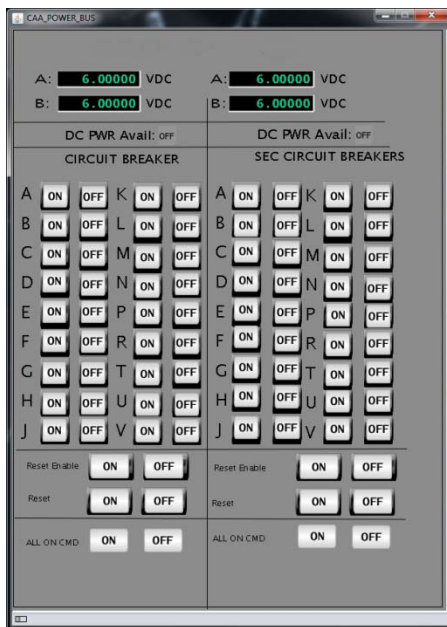 CAA_POWER_BUS
A: 6.00000 VDC A: 6.00000 VDC
B: 6.00000 VDC B: 6.00000 VDC
DC PWR Avail: OFF DC PWR Avail: OFF
CIRCUIT BREAKER SEC CIRCUIT BREAKERS
A ON OFF K ON OFF A ON OFF K ON OFF
B ON OFF L ON OFF B ON OFF L ON OFF
C ON OFF M ON OFF C ON OFF M ON OFF
D ON OFF N ON OFF D ON OFF N ON OFF
E ON OFF P ON OFF E ON OFF P ON OFF
F ON OFF R ON OFF F ON OFF R ON OFF
G ON OFF T ON OFF G ON OFF T ON OFF
H ON OFF U ON OFF H ON OFF U ON OFF
J ON OFF V ON OFF J ON OFF V ON OFF
Reset Enable ON OFF Reset Enable ON OFF
Reset ON OFF Reset ON OFF
ALL ON CMD ON OFF ALL ON CMD ON OFF